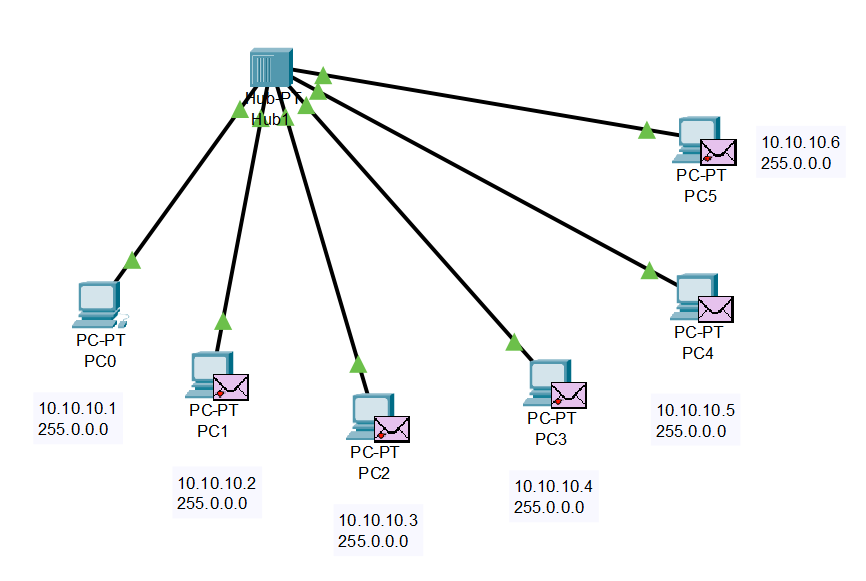 Hub-PT
Hub1
PC-PT
PC5
10.10.10.6
255.0.0.0
PC-PT
PC4
10.10.10.5
255.0.0.0
PC-PT
PC0
10.10.10.1
255.0.0.0
PC-PT
PC1
10.10.10.2
255.0.0.0
PC-PT
PC2
10.10.10.3
255.0.0.0
PC-PT
PC3
10.10.10.4
255.0.0.0